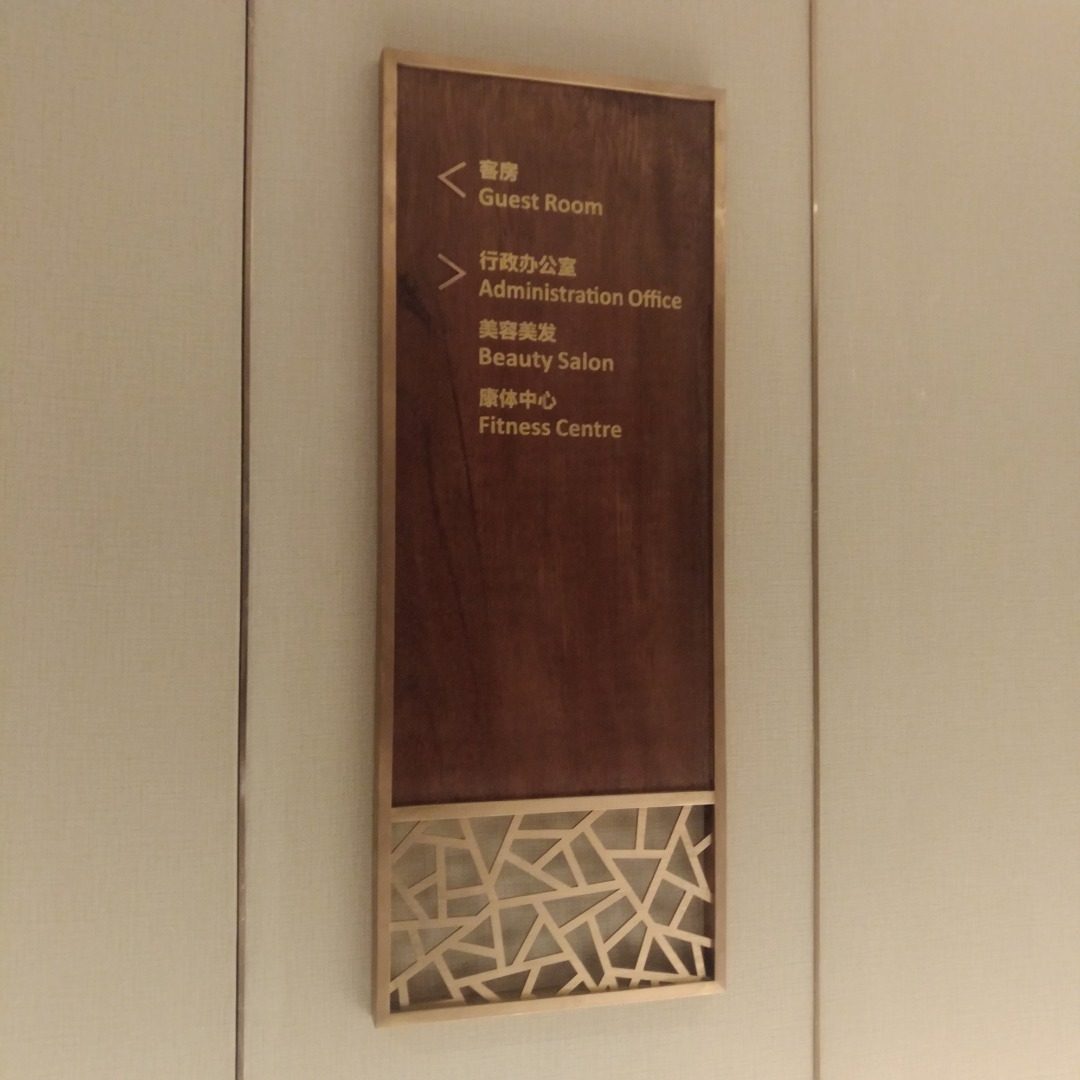 客房
Guest Room
行政办公室
Administration Office
美容美发
Beauty Salon
康体中心
Fitness Centre